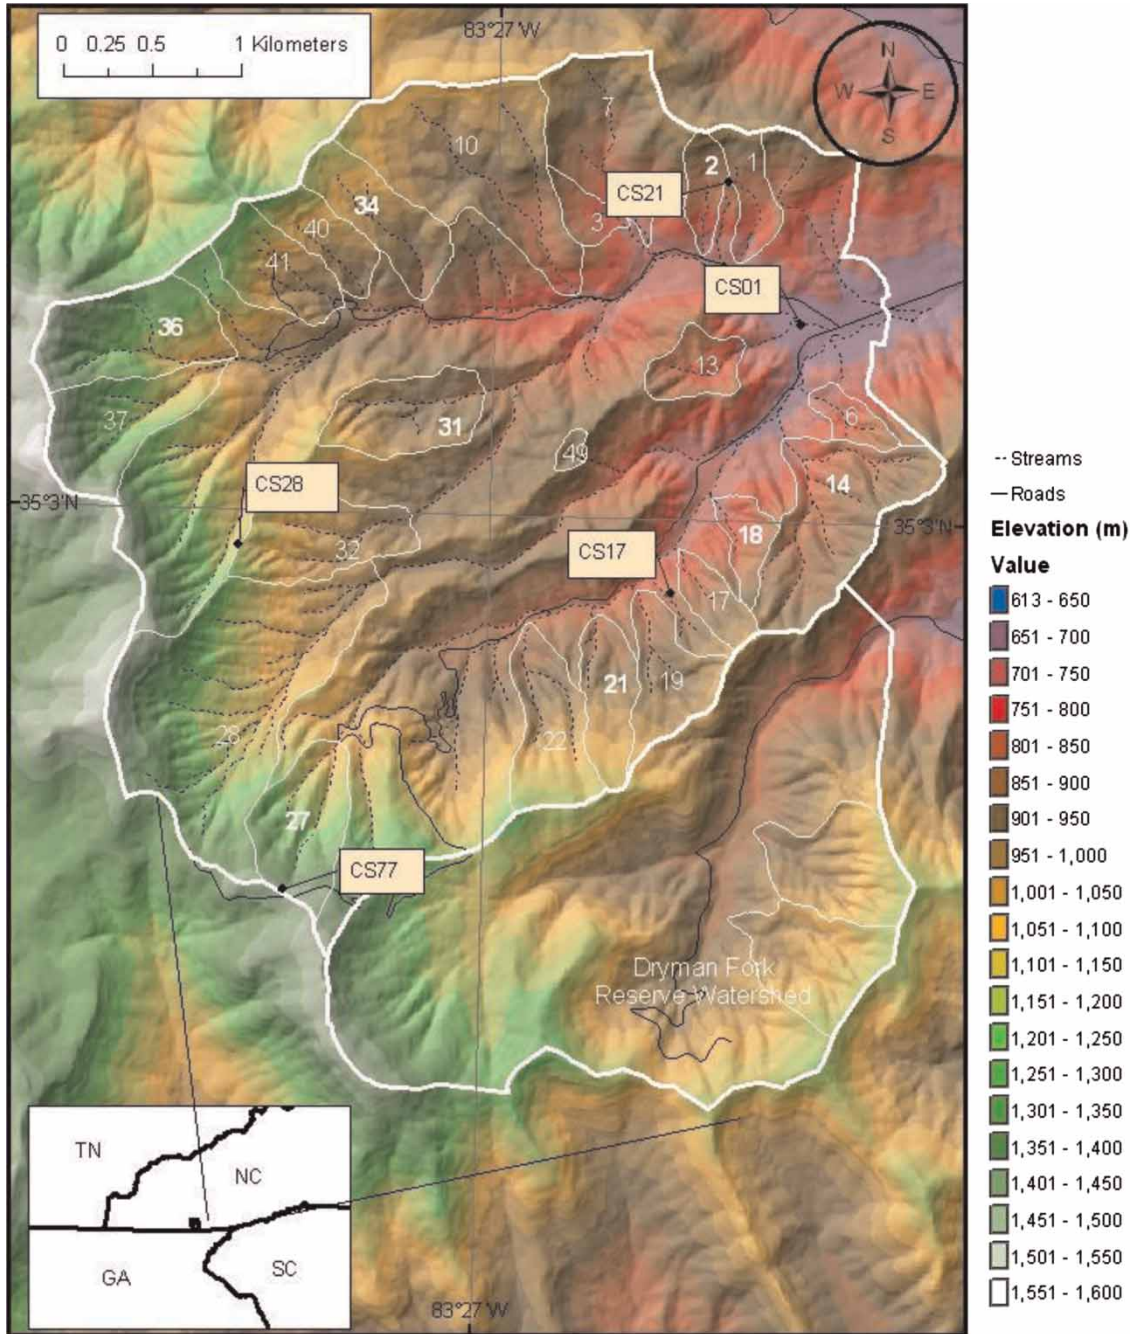 0 0.25 0.5 1 Kilometers
83°27'W
N
W E
S
7
10
2
1
CS21
34
3
40
41
CS01
36
13
37
6
31
49
CS28
14
35°3'N
35°3'N
18
CS17
32
17
21
19
28
22
27
CS77
Dryman Fork
Reserve Watershed
TN
NC
GA
SC
83°27'W
Streams
Roads
Elevation (m)
Value
613 - 650
651 - 700
701 - 750
751 - 800
801 - 850
851 - 900
901 - 950
951 - 1,000
1,001 - 1,050
1,051 - 1,100
1,101 - 1,150
1,151 - 1,200
1,201 - 1,250
1,251 - 1,300
1,301 - 1,350
1,351 - 1,400
1,401 - 1,450
1,451 - 1,500
1,501 - 1,550
1,551 - 1,600